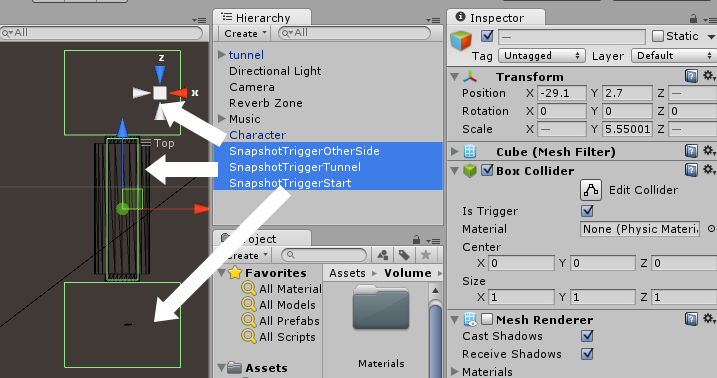 All
z
x
Top
Hierarchy
Create All
tunnel
Directional Light
Camera
Reverb Zone
Music
Character
SnapshotTriggerOtherSide
SnapshotTriggerTunnel
SnapshotTriggerStart
Project
Create
Favorites
All Material
All Models
All Prefabs
All Scripts
Assets
Assets Volume
Materials
Inspector
— Static
Tag Untagged Layer Default
Transform
Position X -29.1 Y 2.7 Z —
Rotation X 0 Y 0 Z 0
Scale X — Y 5.55001 Z —
Cube (Mesh Filter)
Box Collider
Edit Collider
Is Trigger
Material None (Physic Materi
Center
X 0 Y 0 Z 0
Size
X 1 Y 1 Z 1
Mesh Renderer
Cast Shadows
Receive Shadows
Materials